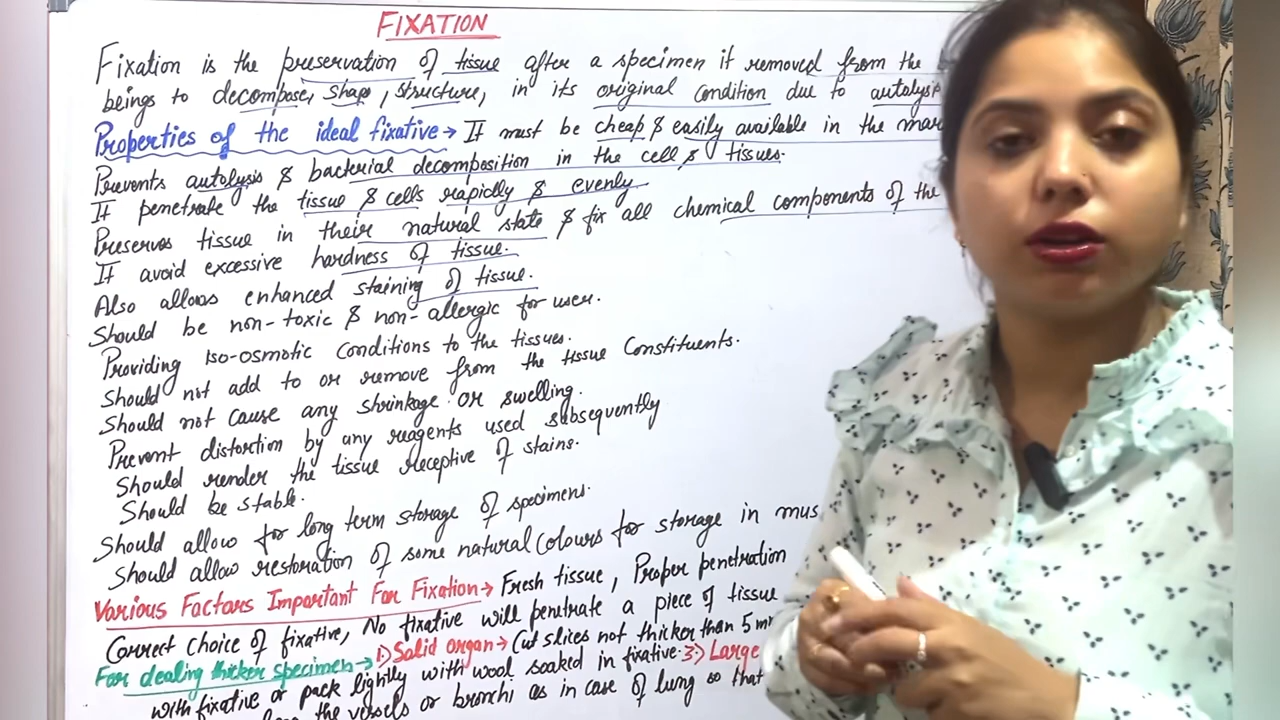 FIXATION
Fixation is the preservation of tissue after a specimen it removed from the
beings to decompose, shape, structure, in its original condition due to autolysis
Properties of the ideal fixative → It must be cheap & easily available in the mar
Prevents autolysis & bacterial decomposition in the cell & tissues.
It penetrate the tissue & cells rapidly & evenly
Preserves tissue in their natural state & fix all chemical components of the
It avoid excessive hardness of tissue.
Also allows enhanced staining of tissue.
Should be non-toxic & non-allergic for user.
Providing iso-osmotic conditions to the tissues.
Should not add to or remove from the tissue Constituents.
Should not cause any shrinkage or swelling.
Prevent distortion by any reagents used subsequently
Should render the tissue receptive of stains.
Should be stable.
Should allow for long term storage of specimens.
Should allow restoration of some natural colours for storage in mus
Various Factors Important For Fixation → Fresh tissue, Proper penetration
Correct choice of fixative, No fixative will penetrate a piece of tissue
For dealing thicker specimen → 1) Solid organ → Cut slices not thicker than 5 m
with fixative or pack lightly with wool soaked in fixative. 3) Large
the vessels or bronchi as in case of lung so that